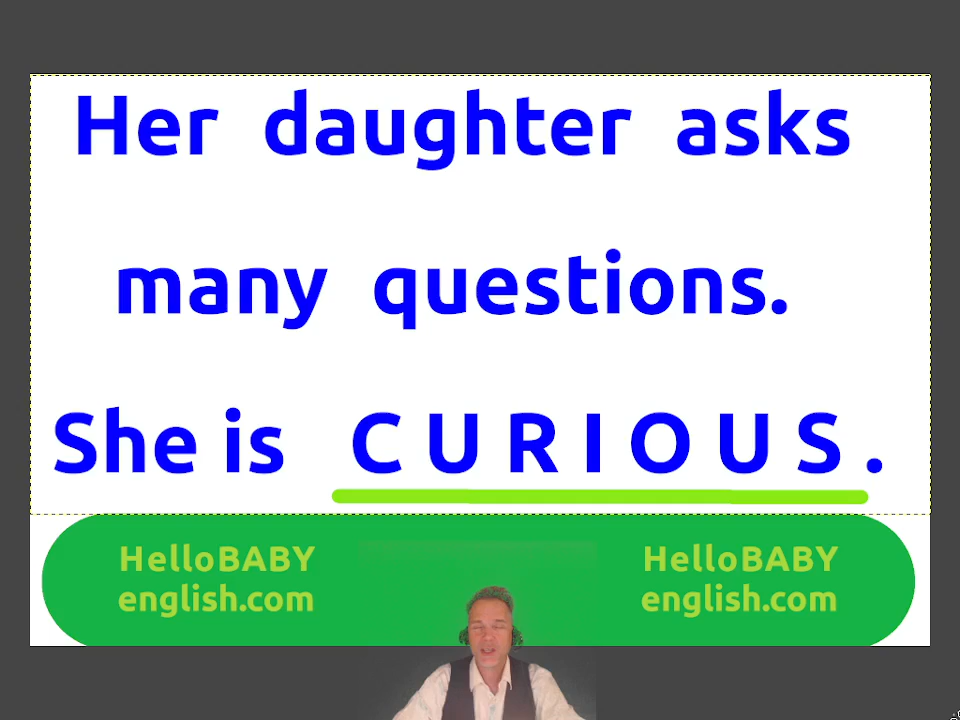 Her daughter asks
many questions.
She is C U R I O U S .
HelloBABY
english.com
HelloBABY
english.com